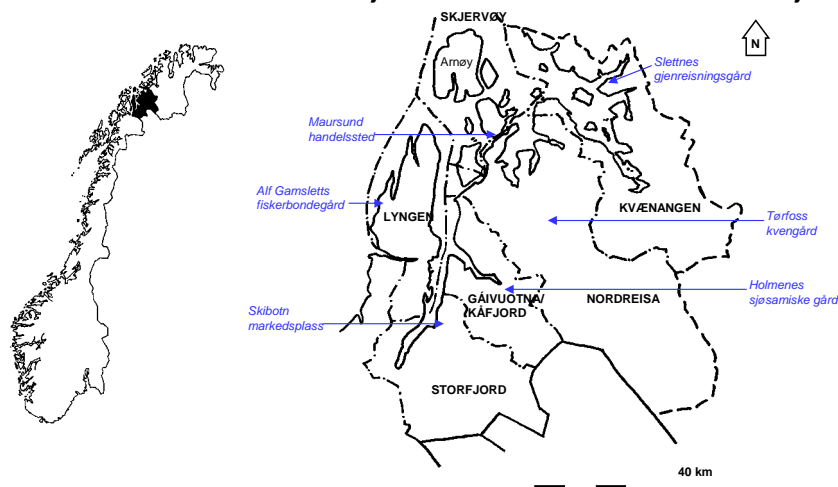 SKJERVØY
Arnøy
N
Slettnes
gjenreisningsgård
Maursund
handelssted
Alf Gamsletts
fiskerbondegård
LYNGEN
KVÆNANGEN
Tørfoss
kvengård
Holmenes
sjøsamiske gård
GÁIVUOTNA/
KÅFJORD
NORDREISA
Skibotn
markedsplass
STORFJORD
40 km